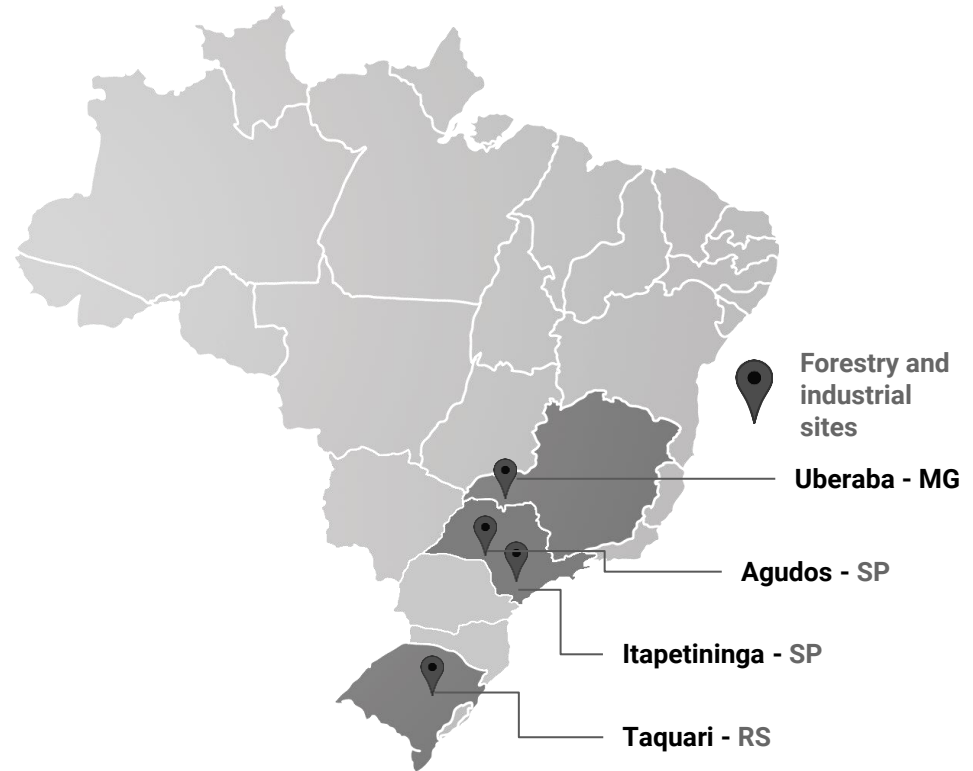 Forestry and
industrial
sites
Uberaba - MG
Agudos - SP
Itapetininga - SP
Taquari - RS